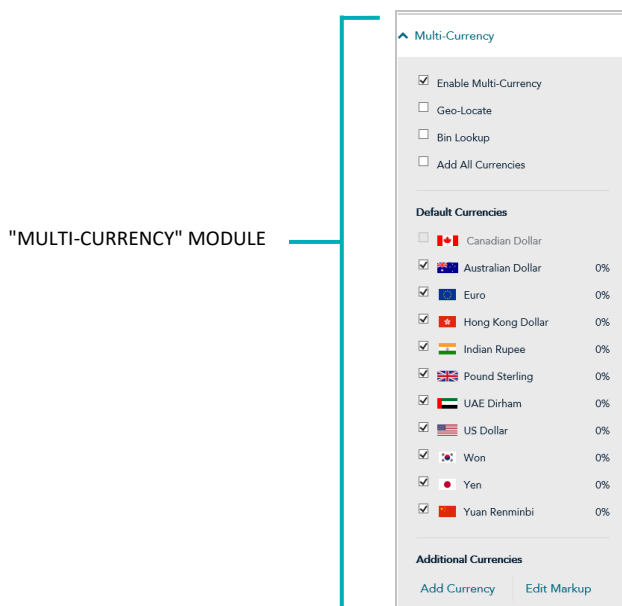 Multi-Currency
Enable Multi-Currency
Geo-Locate
Bin Lookup
Add All Currencies
"MULTI-CURRENCY" MODULE
Default Currencies
Canadian Dollar
Australian Dollar 0%
Euro 0%
Hong Kong Dollar 0%
Indian Rupee 0%
Pound Sterling 0%
UAE Dirham 0%
US Dollar 0%
Won 0%
Yen 0%
Yuan Renminbi 0%
Additional Currencies
Add Currency Edit Markup